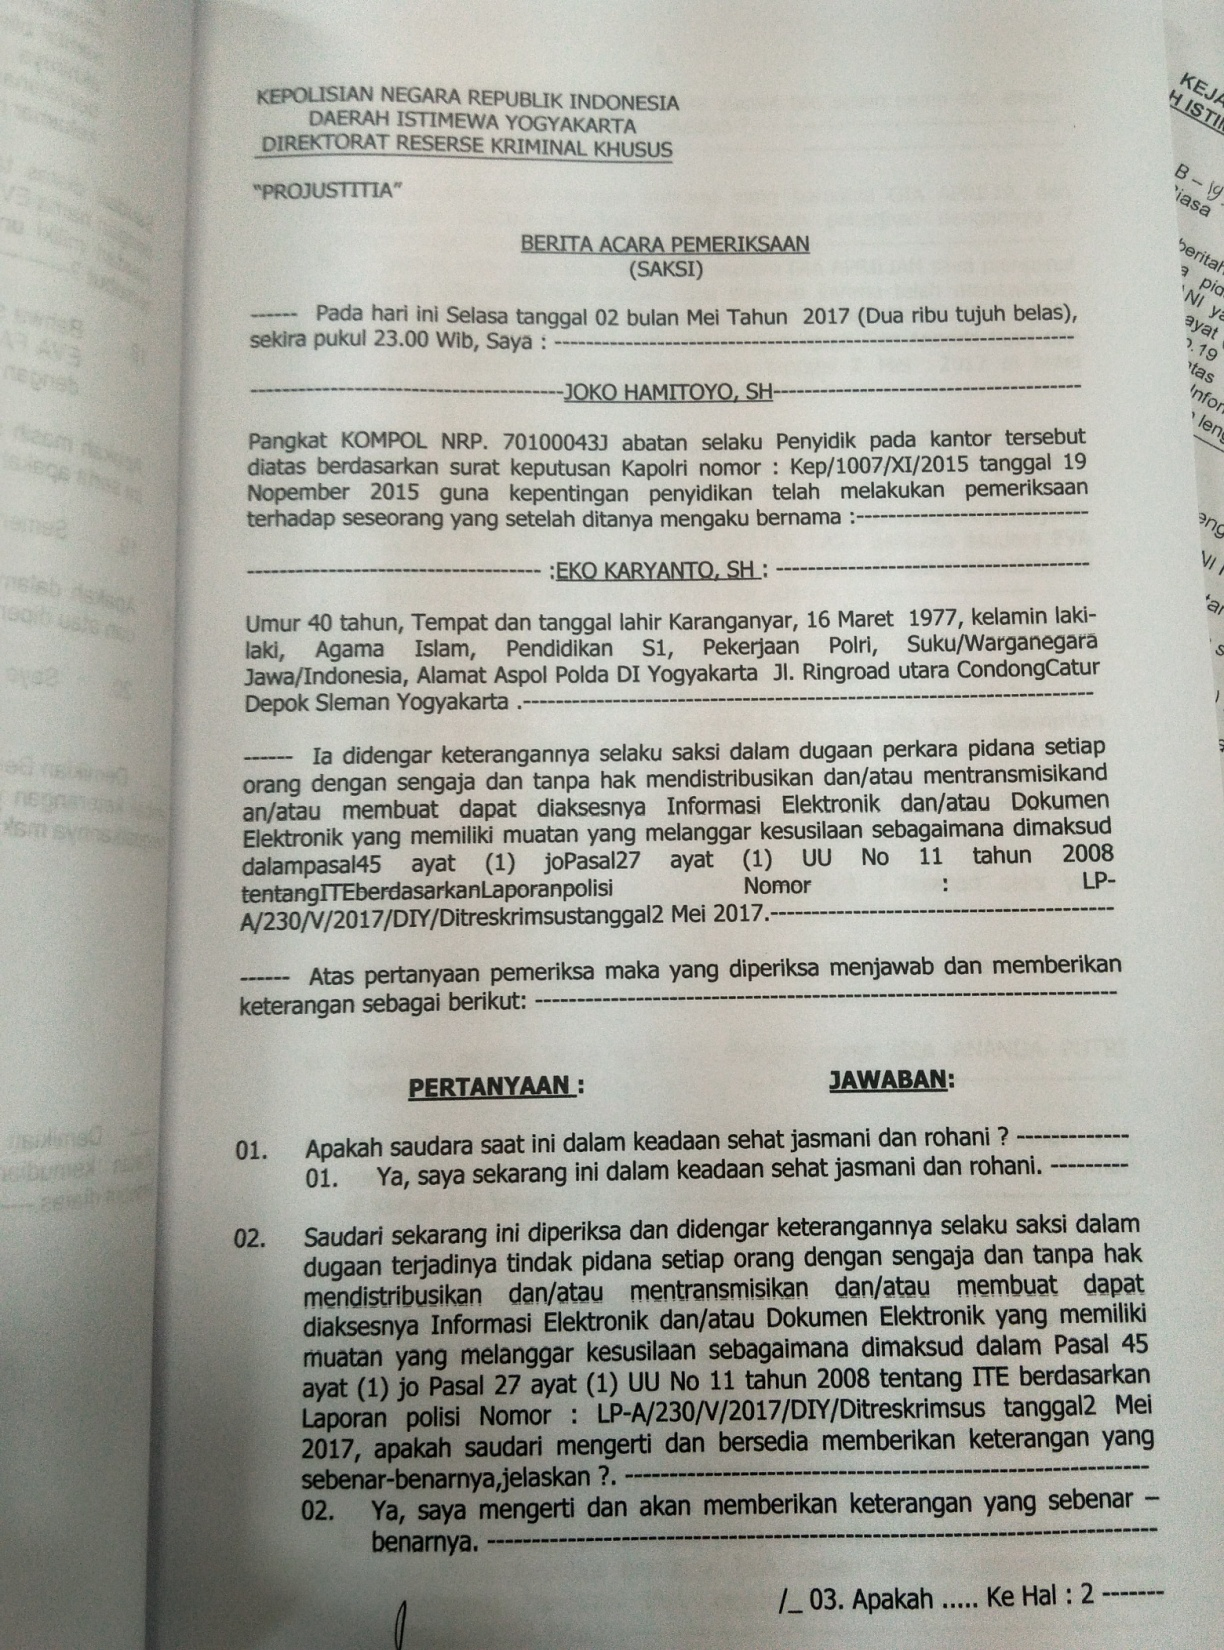 KEPOLISIAN NEGARA REPUBLIK INDONESIA
DAERAH ISTIMEWA YOGYAKARTA
DIREKTORAT RESERSE KRIMINAL KHUSUS
"PROJUSTITIA"
BERITA ACARA PEMERIKSAAN
(SAKSI)
------ Pada hari ini Selasa tanggal 02 bulan Mei Tahun 2017 (Dua ribu tujuh belas),
sekira pukul 23.00 Wib, Saya : ----------------------------------------------------------------
---------------------------------------JOKO HAMITOYO, SH--------------------------------------
Pangkat KOMPOL NRP. 70100043J abatan selaku Penyidik pada kantor tersebut
diatas berdasarkan surat keputusan Kapolri nomor : Kep/1007/XI/2015 tanggal 19
Nopember 2015 guna kepentingan penyidikan telah melakukan pemeriksaan
terhadap seseorang yang setelah ditanya mengaku bernama :-----------------------------
------------------------------------ :EKO KARYANTO, SH : ---------------------------------------
Umur 40 tahun, Tempat dan tanggal lahir Karanganyar, 16 Maret 1977, kelamin laki-
laki, Agama Islam, Pendidikan S1, Pekerjaan Polri, Suku/Warganegara
Jawa/Indonesia, Alamat Aspol Polda DI Yogyakarta Jl. Ringroad utara CondongCatur
Depok Sleman Yogyakarta .----------------------------------------------------------------------
------ Ia didengar keterangannya selaku saksi dalam dugaan perkara pidana setiap
orang dengan sengaja dan tanpa hak mendistribusikan dan/atau mentransmisikand
an/atau membuat dapat diaksesnya Informasi Elektronik dan/atau Dokumen
Elektronik yang memiliki muatan yang melanggar kesusilaan sebagaimana dimaksud
dalampasal45 ayat (1) joPasal27 ayat (1) UU No 11 tahun 2008
tentangITEberdasarkanLaporanpolisi Nomor : LP-
A/230/V/2017/DIY/Ditreskrimsustanggal2 Mei 2017.------------------------------------------
------ Atas pertanyaan pemeriksa maka yang diperiksa menjawab dan memberikan
keterangan sebagai berikut: ----------------------------------------------------------------------
PERTANYAAN : JAWABAN:
01. Apakah saudara saat ini dalam keadaan sehat jasmani dan rohani ? -------------
01. Ya, saya sekarang ini dalam keadaan sehat jasmani dan rohani. ---------
02. Saudari sekarang ini diperiksa dan didengar keterangannya selaku saksi dalam
dugaan terjadinya tindak pidana setiap orang dengan sengaja dan tanpa hak
mendistribusikan dan/atau mentransmisikan dan/atau membuat dapat
diaksesnya Informasi Elektronik dan/atau Dokumen Elektronik yang memiliki
muatan yang melanggar kesusilaan sebagaimana dimaksud dalam Pasal 45
ayat (1) jo Pasal 27 ayat (1) UU No 11 tahun 2008 tentang ITE berdasarkan
Laporan polisi Nomor : LP-A/230/V/2017/DIY/Ditreskrimsus tanggal2 Mei
2017, apakah saudari mengerti dan bersedia memberikan keterangan yang
sebenar-benarnya,jelaskan ?. -------------------------------------------------------------
02. Ya, saya mengerti dan akan memberikan keterangan yang sebenar –
benarnya. ---------------------------------------------------------------------------
/_ 03. Apakah ..... Ke Hal : 2 -------
KEJA
H ISTI
B –
iasa
ayat